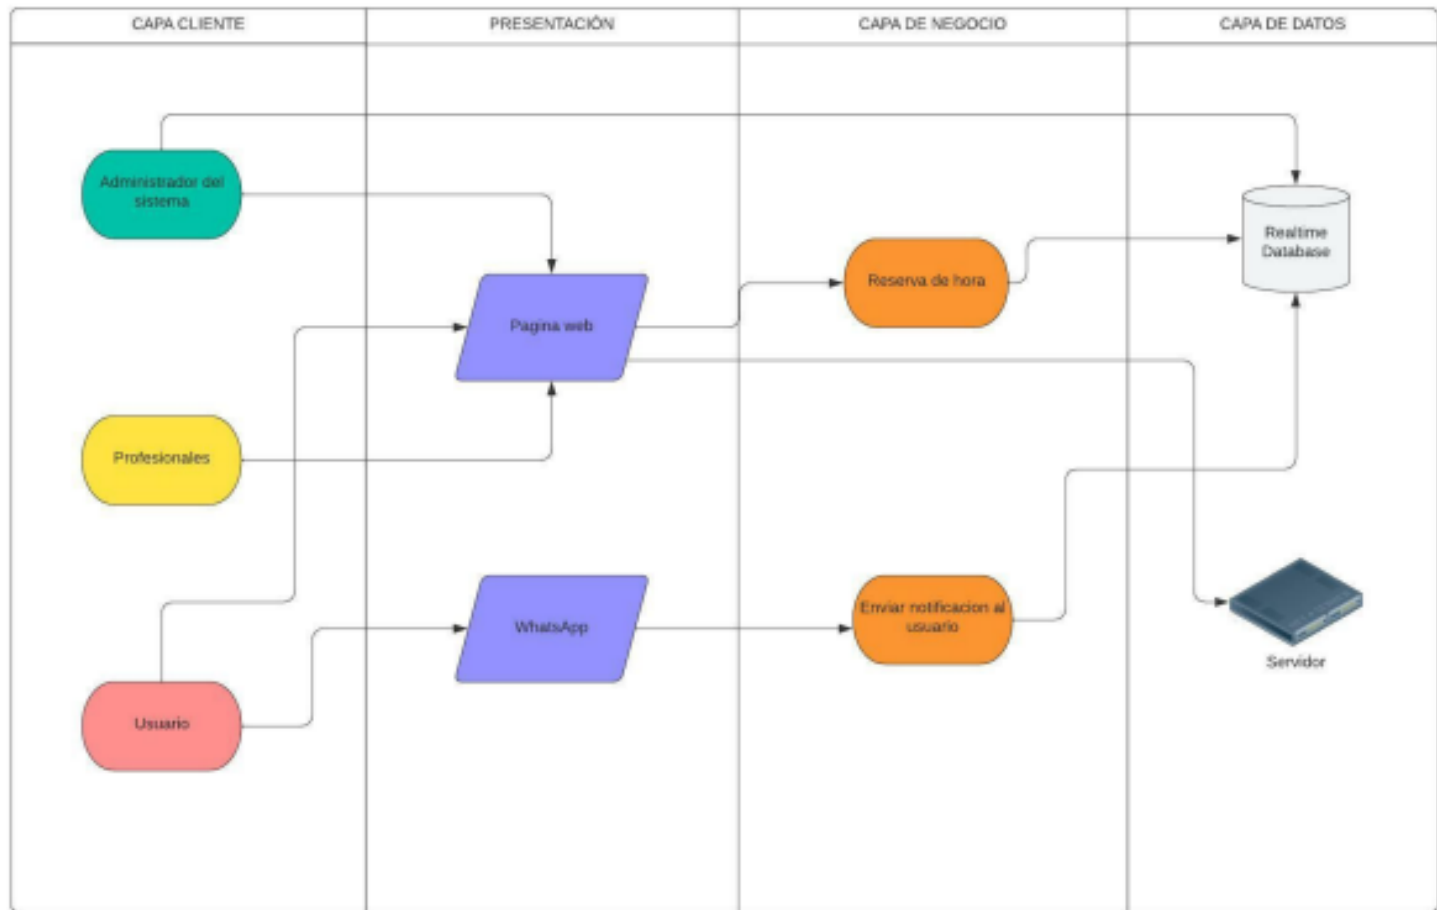 CAPA CLIENTE
PRESENTACIÓN
CAPA DE NEGOCIO
CAPA DE DATOS
Administrador del
sistema
Realtime
Database
Reserva de hora
Pagina web
Profesionales
Enviar notificacion al
usuario
WhatsApp
Servidor
Usuario